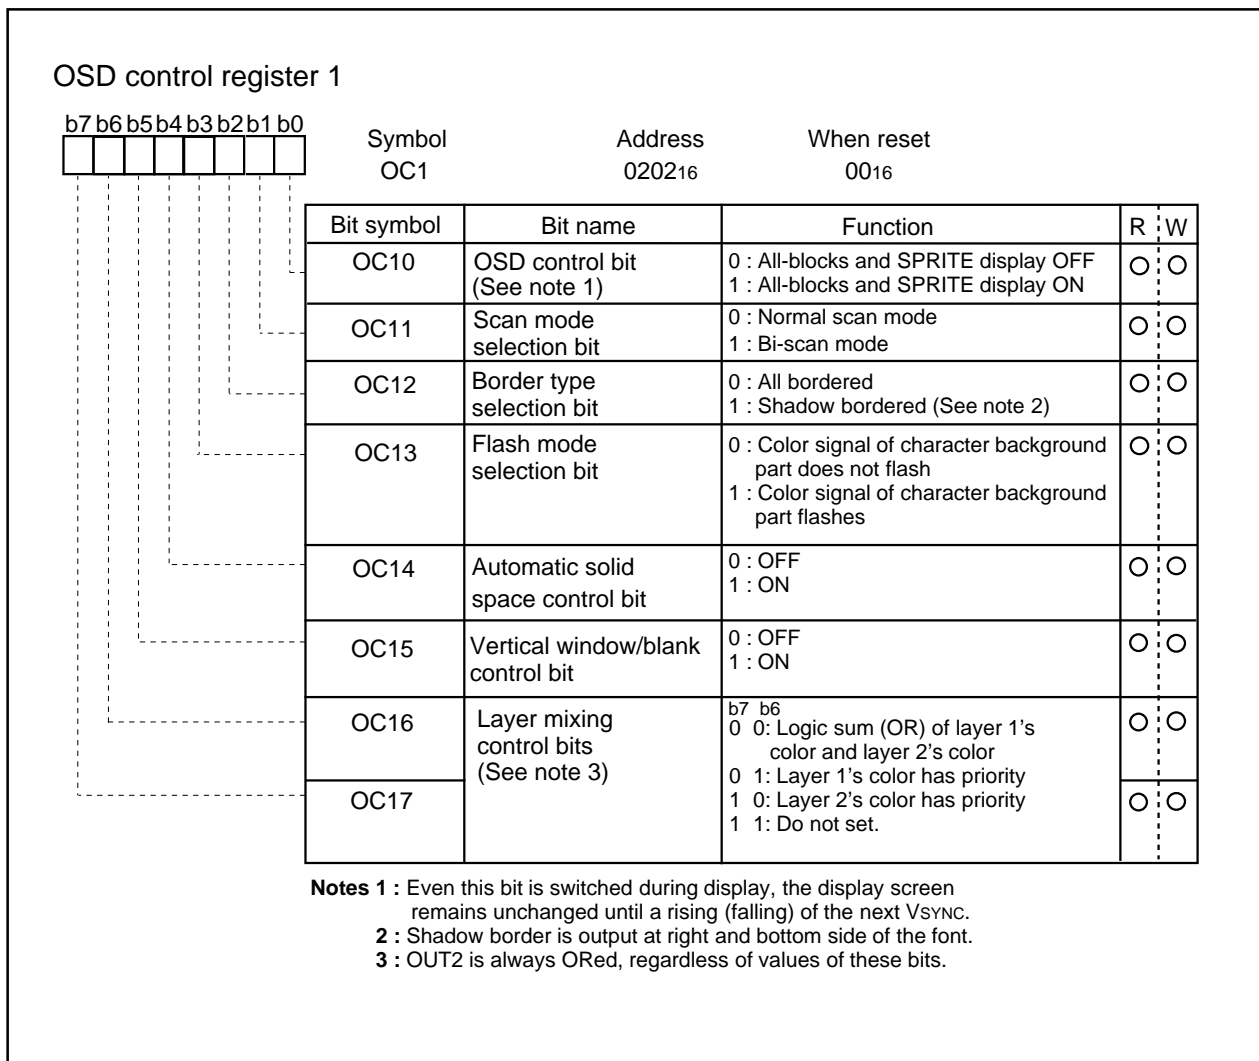 OSD control register 1
b7 b6 b5 b4 b3 b2 b1 b0
Symbol Address When reset
OC1 020216 0016
Bit symbol Bit name Function R W
OC10 OSD control bit (See note 1) 0 : All-blocks and SPRITE display OFF
1 : All-blocks and SPRITE display ON
OC11 Scan mode selection bit 0 : Normal scan mode
1 : Bi-scan mode
OC12 Border type selection bit 0 : All bordered
1 : Shadow bordered (See note 2)
OC13 Flash mode selection bit 0 : Color signal of character background
part does not flash
1 : Color signal of character background
part flashes
OC14 Automatic solid space control bit 0 : OFF
1 : ON
OC15 Vertical window/blank control bit 0 : OFF
1 : ON
OC16 Layer mixing control bits (See note 3) b7 b6
0 0: Logic sum (OR) of layer 1's
color and layer 2's color
0 1: Layer 1's color has priority
OC17 1 0: Layer 2's color has priority
1 1: Do not set.
Notes 1 : Even this bit is switched during display, the display screen
remains unchanged until a rising (falling) of the next VSYNC.
2 : Shadow border is output at right and bottom side of the font.
3 : OUT2 is always ORed, regardless of values of these bits.